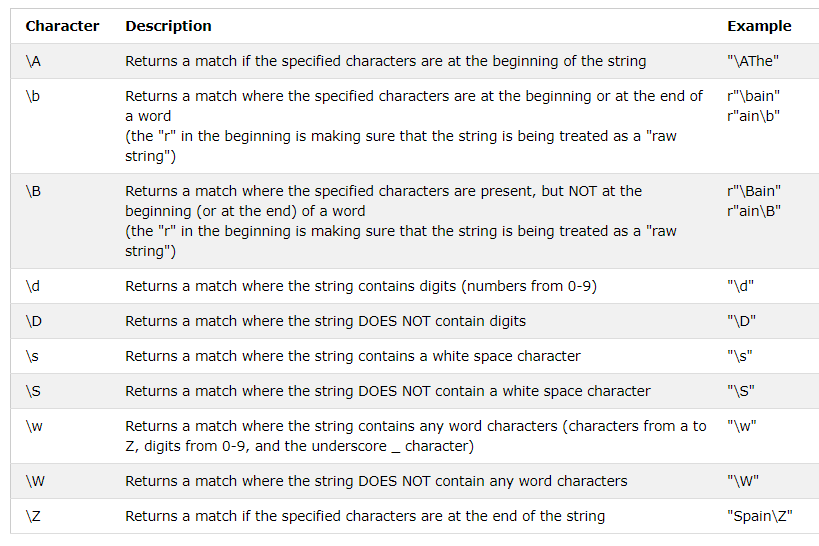 Character Description Example
\A Returns a match if the specified characters are at the beginning of the string "\AThe"
\b Returns a match where the specified characters are at the beginning or at the end of r"\bain"
a word r"ain\b"
(the "r" in the beginning is making sure that the string is being treated as a "raw
string")
\B Returns a match where the specified characters are present, but NOT at the r"\Bain"
beginning (or at the end) of a word r"ain\B"
(the "r" in the beginning is making sure that the string is being treated as a "raw
string")
\d Returns a match where the string contains digits (numbers from 0-9) "\d"
\D Returns a match where the string DOES NOT contain digits "\D"
\s Returns a match where the string contains a white space character "\s"
\S Returns a match where the string DOES NOT contain a white space character "\S"
\w Returns a match where the string contains any word characters (characters from a to "\w"
Z, digits from 0-9, and the underscore _ character)
\W Returns a match where the string DOES NOT contain any word characters "\W"
\Z Returns a match if the specified characters are at the end of the string "Spain\Z"